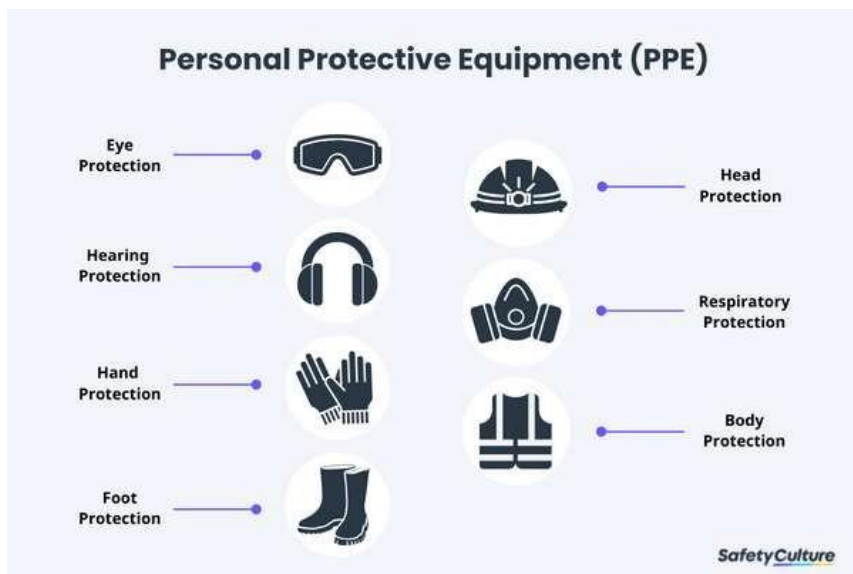 Personal Protective Equipment (PPE)
Eye
Protection
Hearing
Protection
Hand
Protection
Foot
Protection
Head
Protection
Respiratory
Protection
Body
Protection
SafetyCulture